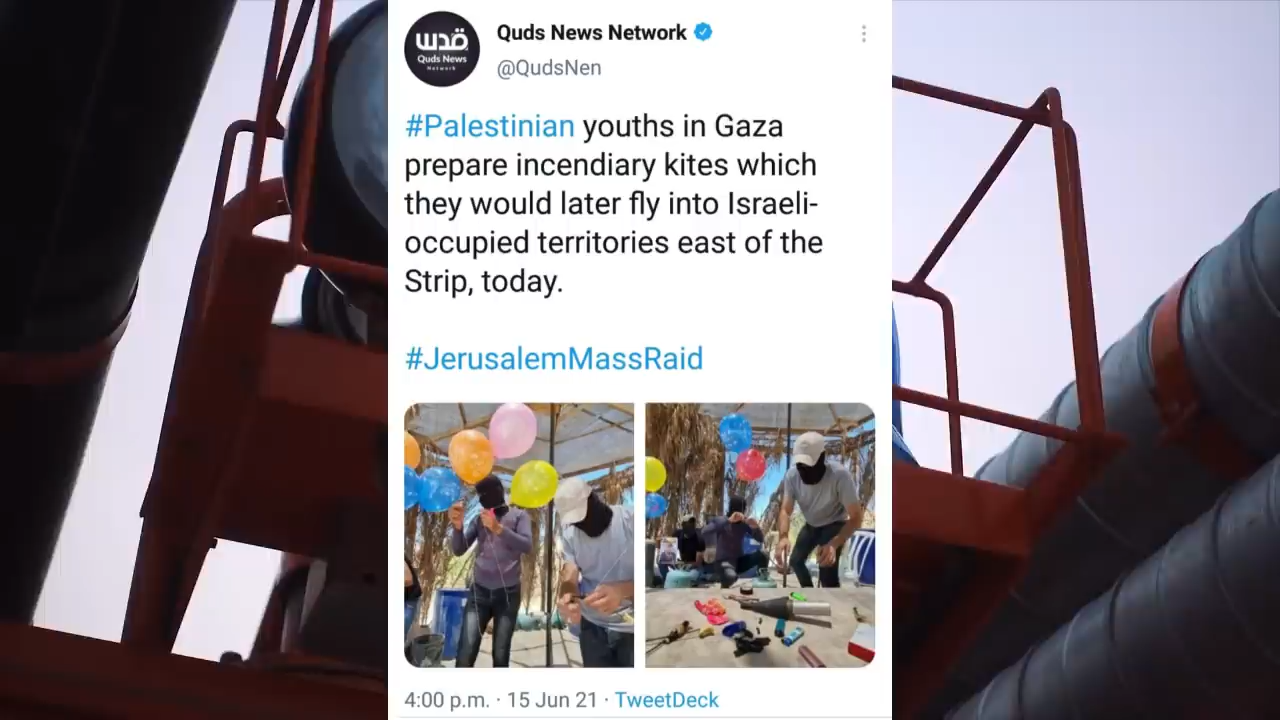 قدس
Quds News
Network
Quds News Network
@QudsNen
#Palestinian youths in Gaza
prepare incendiary kites which
they would later fly into Israeli-
occupied territories east of the
Strip, today.
#JerusalemMassRaid
4:00 p.m. · 15 Jun 21 · TweetDeck